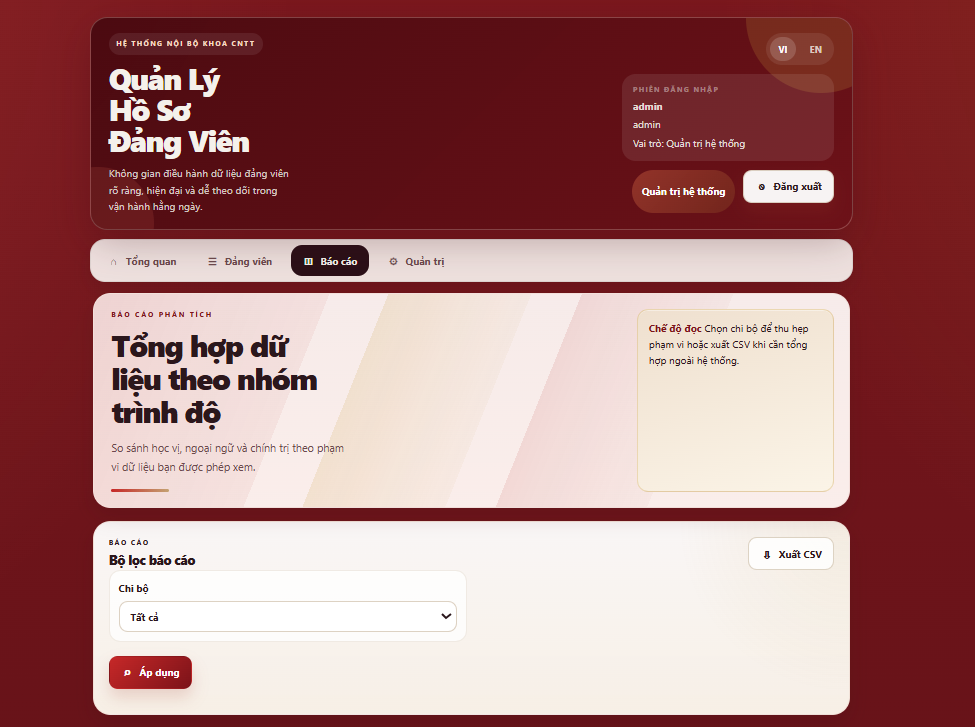 HỆ THỐNG NỘI BỘ KHOA CNTT
VI
EN
Quản Lý
Hồ Sơ
Đảng Viên
Không gian điều hành dữ liệu đảng viên
rõ ràng, hiện đại và dễ theo dõi trong
vận hành hằng ngày.
PHIÊN ĐĂNG NHẬP
admin
admin
Vai trò: Quản trị hệ thống
Quản trị hệ thống
Đăng xuất
Tổng quan
Đảng viên
Báo cáo
Quản trị
BÁO CÁO PHÂN TÍCH
Tổng hợp dữ
liệu theo nhóm
trình độ
So sánh học vị, ngoại ngữ và chính trị theo phạm
vi dữ liệu bạn được phép xem.
Chế độ đọc Chọn chi bộ để thu hẹp
phạm vi hoặc xuất CSV khi cần tổng
hợp ngoài hệ thống.
BÁO CÁO
Bộ lọc báo cáo
Xuất CSV
Chi bộ
Tất cả
Áp dụng